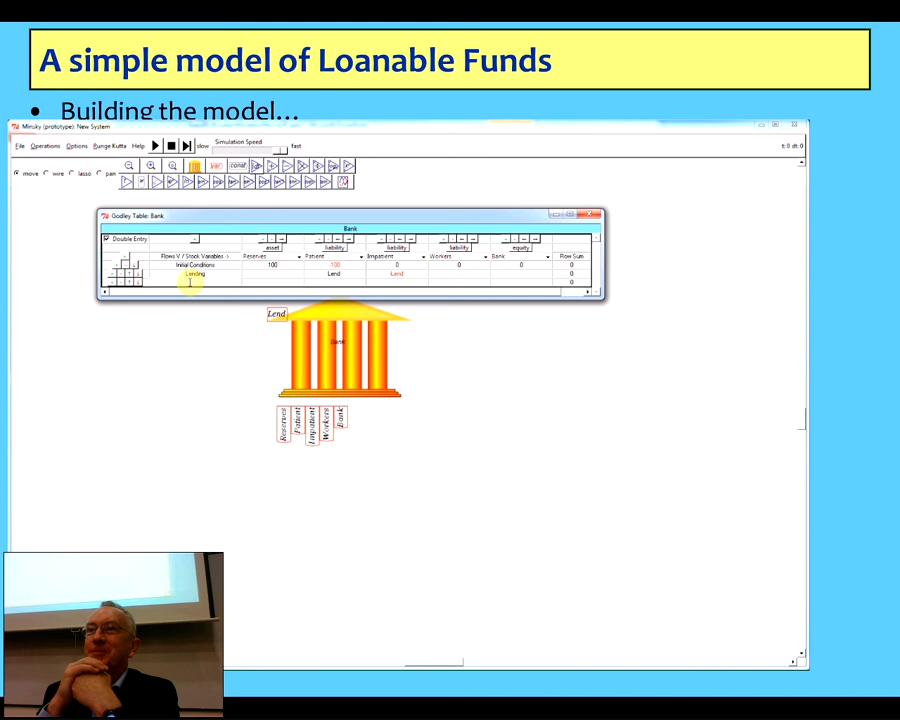 A simple model of Loanable Funds
• Building the model...
Minsky (prototype): New System
File Operations Options Runge Kutta Help slow Simulation Speed fast t:0 dt:0
move wire lasso pan
var const
Godley Table: Bank
Bank
Double Entry
asset liability liability liability equity
Flows V / Stock Variables -> Reserves Patient Impatient Workers Bank Row Sum
Initial Conditions 100 -100 0 0 0 0
Lending Lend -Lend 0
0
Lend
Bank
Reserves
Patient
Impatient
Workers
Bank